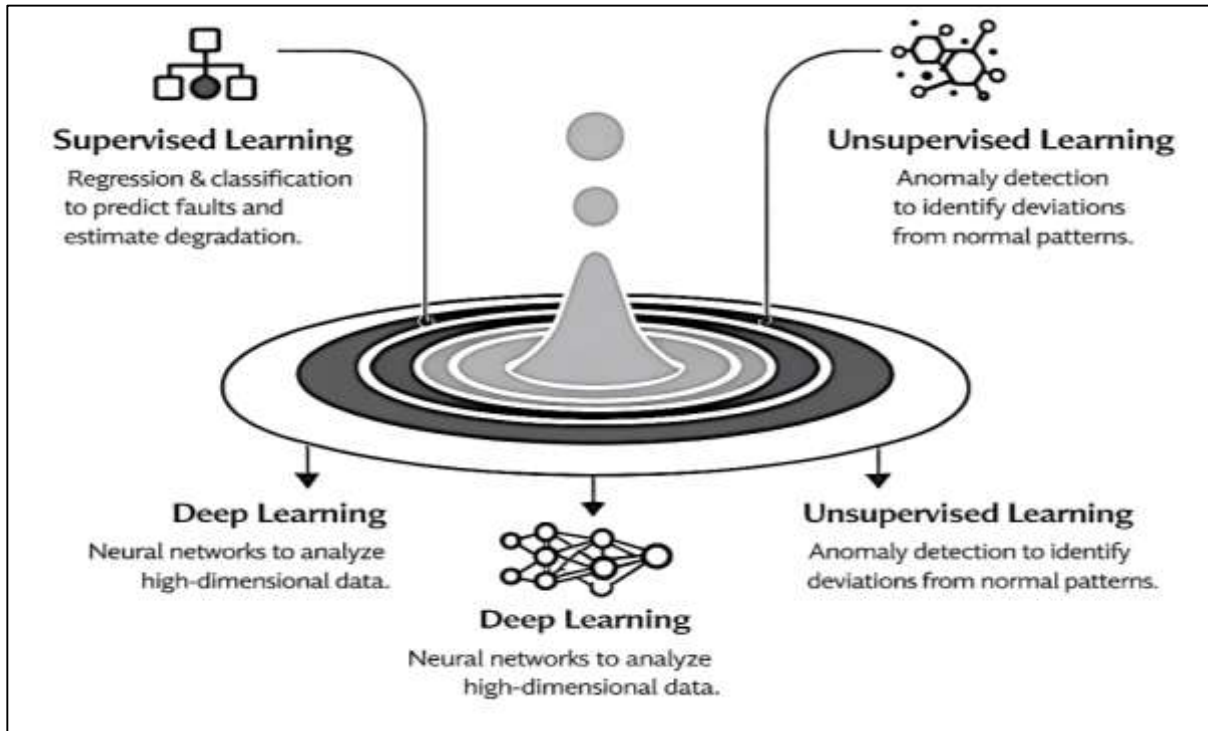 Supervised Learning
Regression & classification
to predict faults and
estimate degradation.
Unsupervised Learning
Anomaly detection
to identify deviations
from normal patterns.
Deep Learning
Neural networks to analyze
high-dimensional data.
Deep Learning
Neural networks to analyze
high-dimensional data.
Unsupervised Learning
Anomaly detection to identify
deviations from normal patterns.